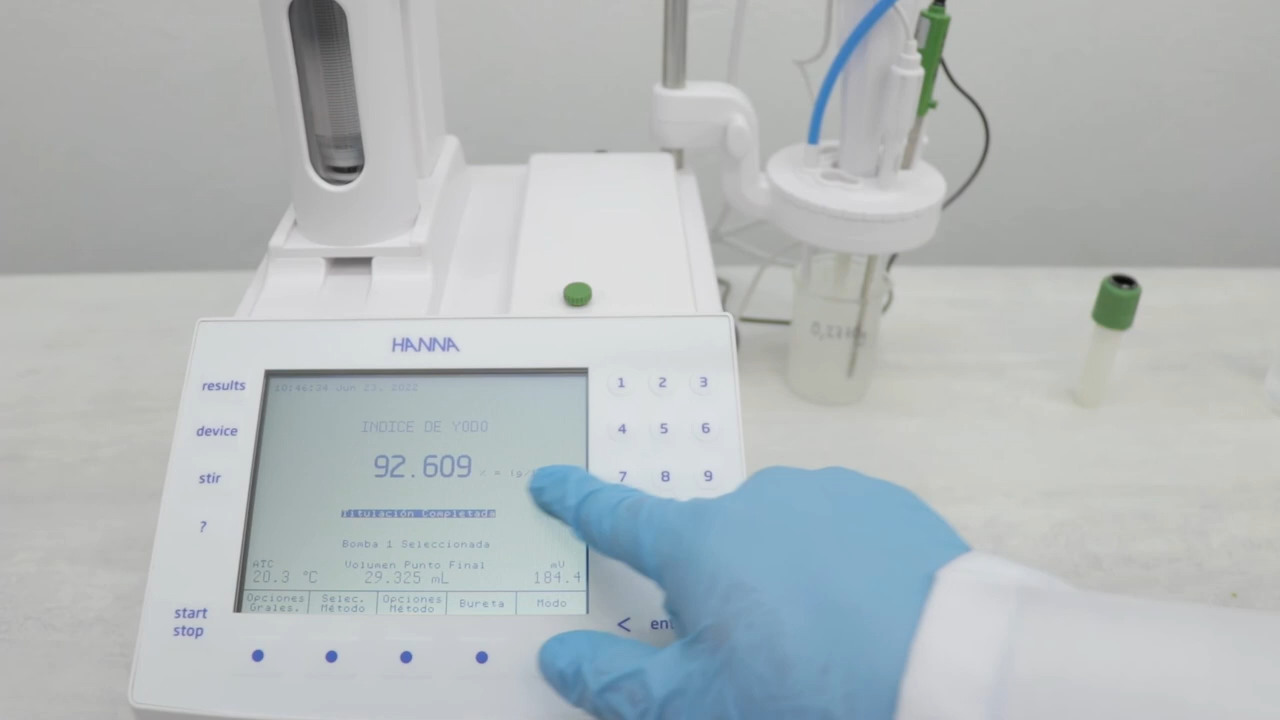 HANNA
results
device
stir
?
start
stop
10:46:24 Jun 23, 2022
INDICE DE YODO
92.609 % = (g/
Titulación Completada
Bomba 1 Seleccionada
ATC
20.3 °C
Volumen Punto Final
29.325 mL
mV
184.4
Opciones
Grales.
Selec.
Método
Opciones
Método
Bureta
Modo
1 2 3
4 5 6
7 8 9
< ent